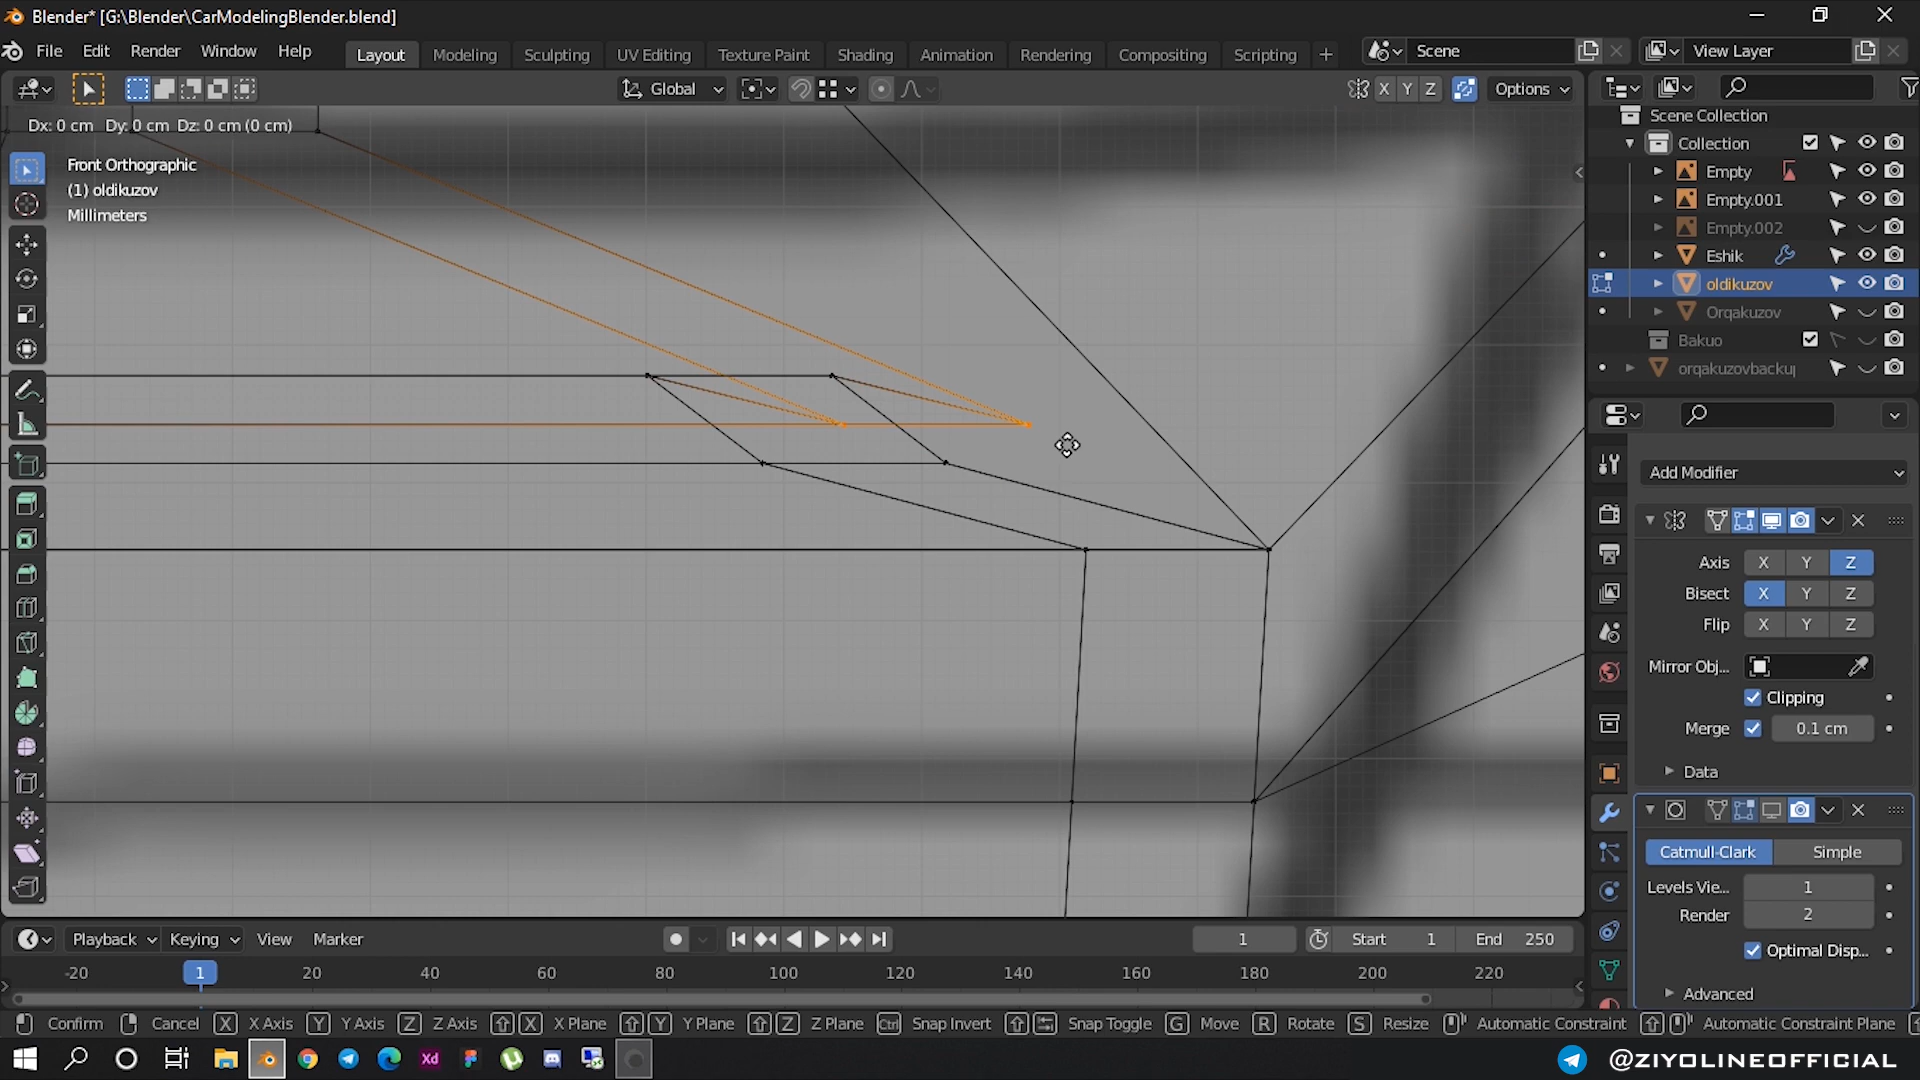 Blender* [G:\Blender\CarModelingBlender.blend]
File Edit Render Window Help
Layout Modeling Sculpting UV Editing Texture Paint Shading Animation Rendering Compositing Scripting +
Scene View Layer
Global X Y Z Options
Dx: 0 cm Dy: 0 cm Dz: 0 cm (0 cm)
Front Orthographic
(1) oldikuzov
Millimeters
Scene Collection
Collection
Empty
Empty.001
Empty.002
Eshik
oldikuzov
Orqakuzov
Bakuo
orqakuzovbacku
Add Modifier
Axis X Y Z
Bisect X Y Z
Flip X Y Z
Mirror Obj...
Clipping
Merge 0.1 cm
Data
Catmull-Clark Simple
Levels Vie... 1
Render 2
Optimal Disp...
Advanced
Playback Keying View Marker 1 Start 1 End 250
-20 1 20 40 60 80 100 120 140 160 180 200 220
Confirm Cancel X X Axis Y Y Axis Z Z Axis X X Plane Y Y Plane Z Z Plane Ctrl Snap Invert Snap Toggle G Move R Rotate S Resize Automatic Constraint Automatic Constraint Plane
Xd @ZIYOLINEOFFICIAL